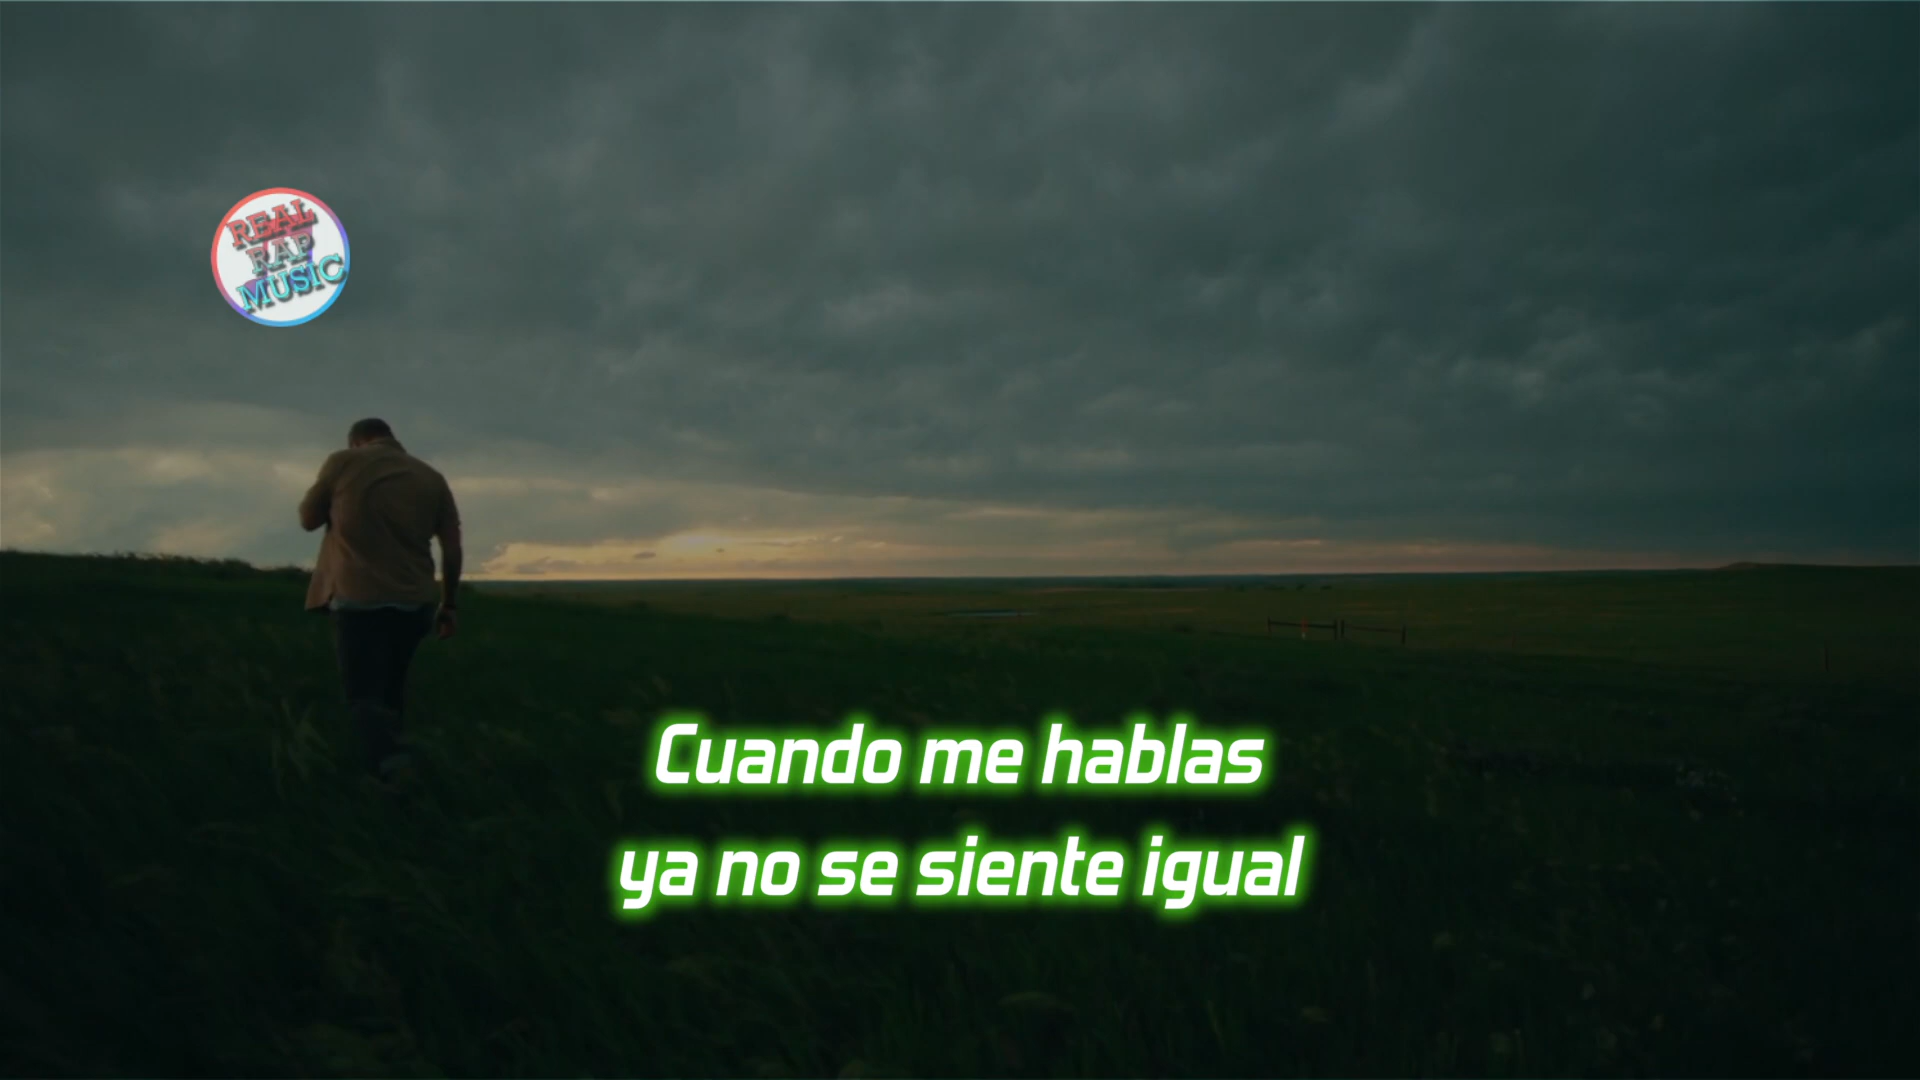 REAL
RAP
MUSIC
Cuando me hablas
ya no se siente igual